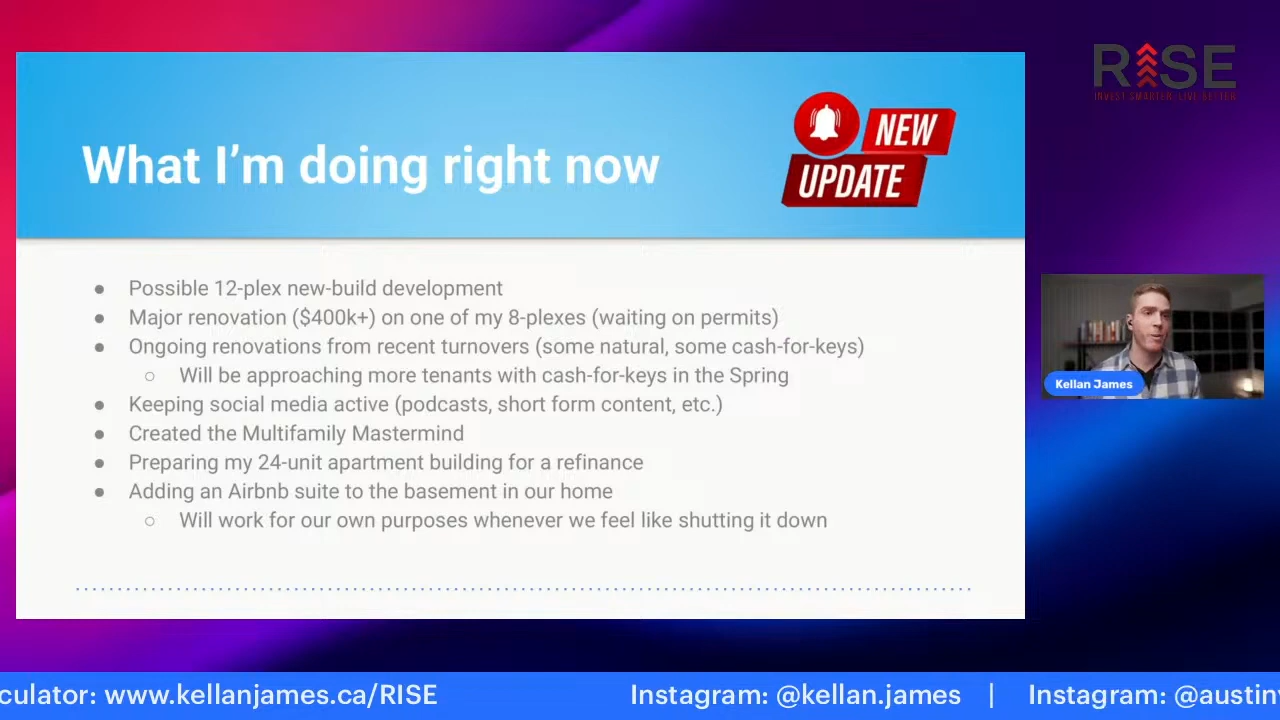 RISE
INVEST SMARTER. LIVE BETTER
NEW
UPDATE
What I'm doing right now
● Possible 12-plex new-build development
● Major renovation ($400k+) on one of my 8-plexes (waiting on permits)
● Ongoing renovations from recent turnovers (some natural, some cash-for-keys)
○ Will be approaching more tenants with cash-for-keys in the Spring
● Keeping social media active (podcasts, short form content, etc.)
● Created the Multifamily Mastermind
● Preparing my 24-unit apartment building for a refinance
● Adding an Airbnb suite to the basement in our home
○ Will work for our own purposes whenever we feel like shutting it down
Kellan James
culator: www.kellanjames.ca/RISE Instagram: @kellan.james | Instagram: @austin